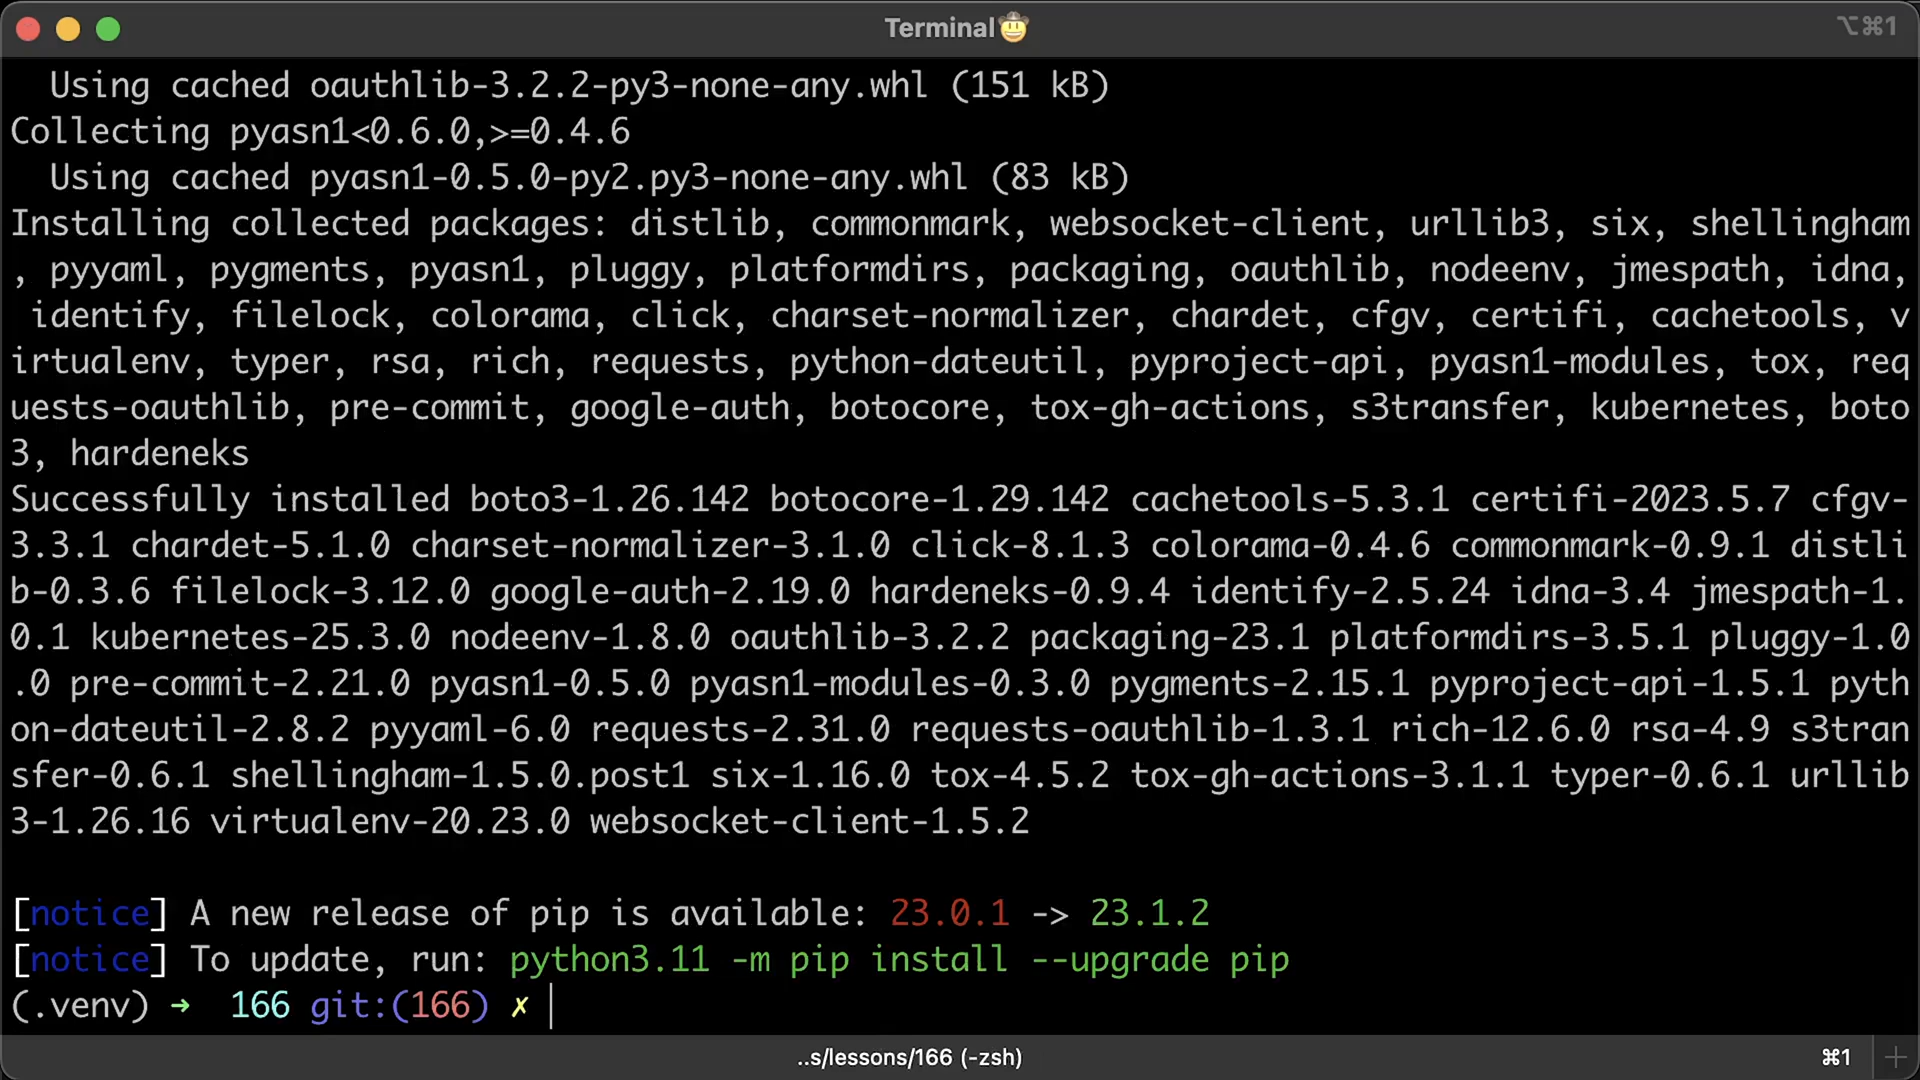 Terminal🤠
⌥⌘1
Using cached oauthlib-3.2.2-py3-none-any.whl (151 kB)
Collecting pyasn1<0.6.0,>=0.4.6
Using cached pyasn1-0.5.0-py2.py3-none-any.whl (83 kB)
Installing collected packages: distlib, commonmark, websocket-client, urllib3, six, shellingham
, pyyaml, pygments, pyasn1, pluggy, platformdirs, packaging, oauthlib, nodeenv, jmespath, idna,
identify, filelock, colorama, click, charset-normalizer, chardet, cfgv, certifi, cachetools, v
irtualenv, typer, rsa, rich, requests, python-dateutil, pyproject-api, pyasn1-modules, tox, req
uests-oauthlib, pre-commit, google-auth, botocore, tox-gh-actions, s3transfer, kubernetes, boto
3, hardeneks
Successfully installed boto3-1.26.142 botocore-1.29.142 cachetools-5.3.1 certifi-2023.5.7 cfgv-
3.3.1 chardet-5.1.0 charset-normalizer-3.1.0 click-8.1.3 colorama-0.4.6 commonmark-0.9.1 distli
b-0.3.6 filelock-3.12.0 google-auth-2.19.0 hardeneks-0.9.4 identify-2.5.24 idna-3.4 jmespath-1.
0.1 kubernetes-25.3.0 nodeenv-1.8.0 oauthlib-3.2.2 packaging-23.1 platformdirs-3.5.1 pluggy-1.0
.0 pre-commit-2.21.0 pyasn1-0.5.0 pyasn1-modules-0.3.0 pygments-2.15.1 pyproject-api-1.5.1 pyth
on-dateutil-2.8.2 pyyaml-6.0 requests-2.31.0 requests-oauthlib-1.3.1 rich-12.6.0 rsa-4.9 s3tran
sfer-0.6.1 shellingham-1.5.0.post1 six-1.16.0 tox-4.5.2 tox-gh-actions-3.1.1 typer-0.6.1 urllib
3-1.26.16 virtualenv-20.23.0 websocket-client-1.5.2
[notice] A new release of pip is available: 23.0.1 -> 23.1.2
[notice] To update, run: python3.11 -m pip install --upgrade pip
(.venv) → 166 git:(166) ✗
..s/lessons/166 (-zsh)
⌘1